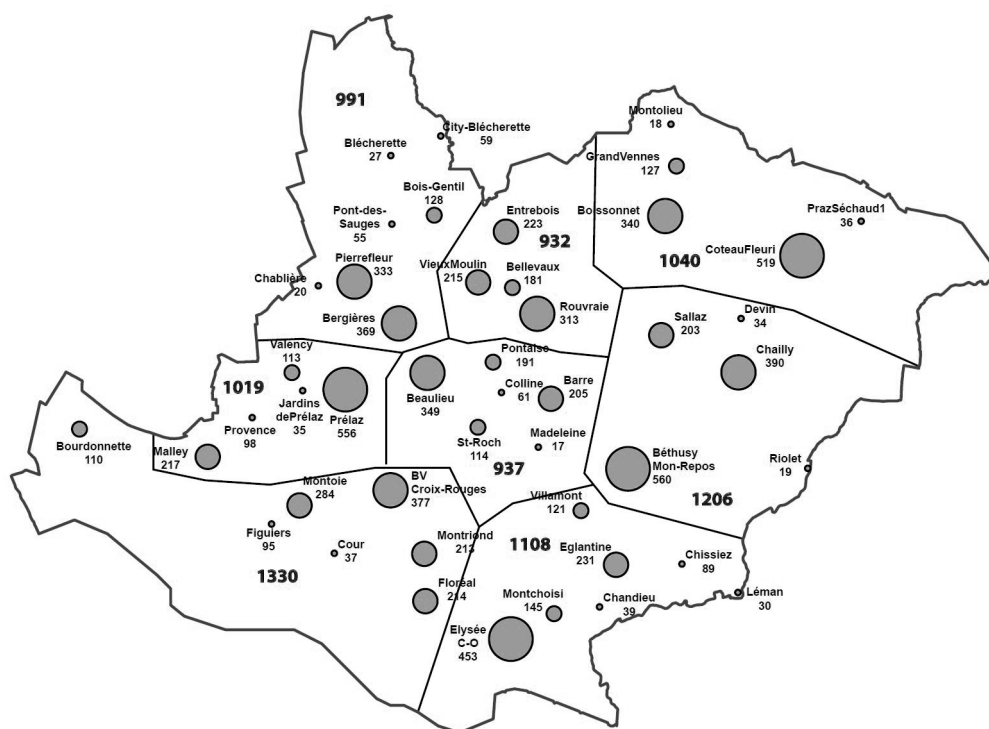 991
City-Blécherette
59
Blécherette
27
Bois-Gentil
128
Pont-des-
Sauges
55
Pierrefleur
333
Chablière
20
Bergières
369
Entrebois
223
932
VieuxMoulin
215
Bellevaux
181
Rouvraie
313
Montolieu
18
GrandVennes
127
Boissonnet
340
PrazSéchaud1
36
1040
CoteauFleuri
519
Sallaz
203
Devin
34
Chailly
390
Béthusy
Mon-Repos
560
Riolet
19
1206
Valency
113
1019
Jardins
dePrélaz
35
Prélaz
556
Provence
98
Bourdonnette
110
Malley
217
Pontaise
191
Beaulieu
349
Colline
61
Barre
205
St-Roch
114
Madeleine
17
937
Montoie
284
BV
Croix-Rouges
377
Figuiers
95
Cour
37
Montriond
213
1330
Floréal
214
Villamont
121
1108
Eglantine
231
Chissiez
89
Montchoisi
145
Chandieu
39
Léman
30
Elysée
C-O
453